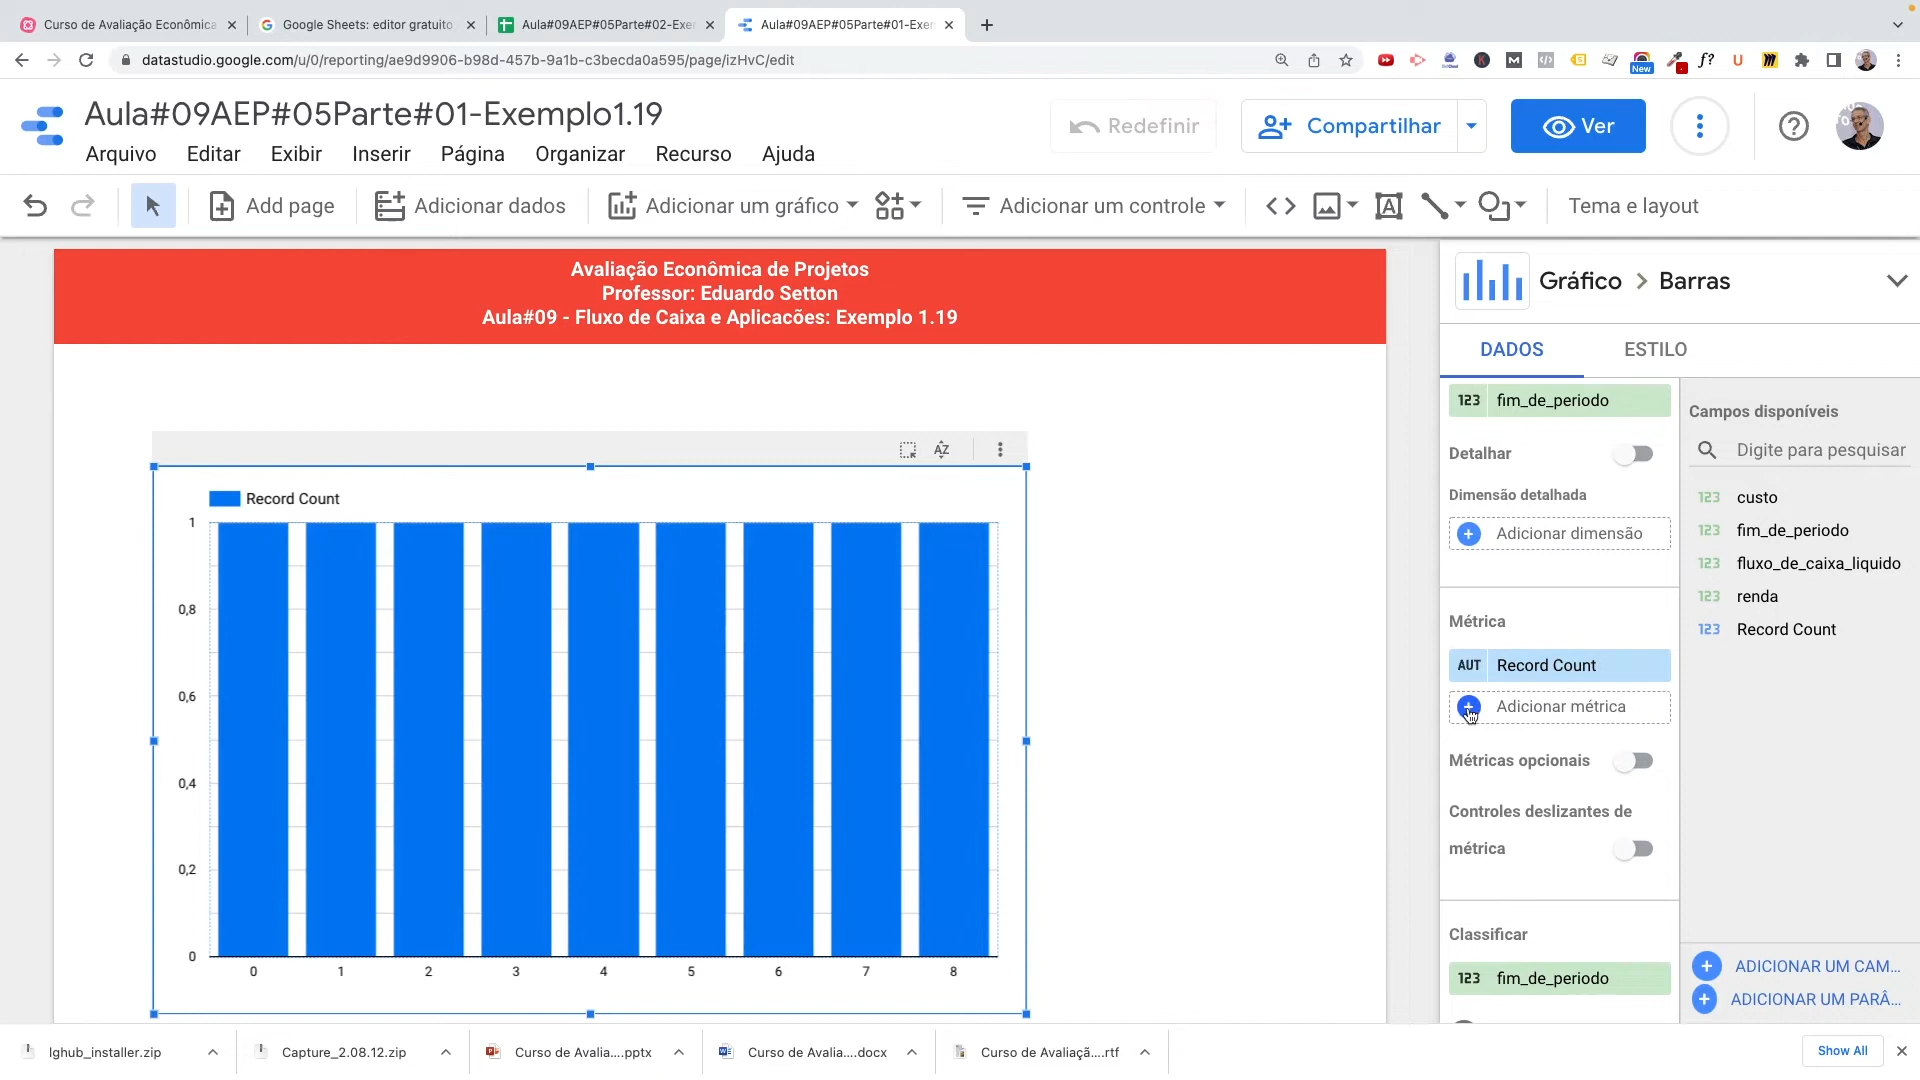 Curso de Avaliação Econômica
Google Sheets: editor gratuito
Aula#09AEP#05Parte#02-Exer
Aula#09AEP#05Parte#01-Exen
datastudio.google.com/u/0/reporting/ae9d9906-b98d-457b-9a1b-c3becda0a595/page/izHvC/edit
New
Aula#09AEP#05Parte#01-Exemplo1.19
Redefinir
Compartilhar
Ver
Arquivo Editar Exibir Inserir Página Organizar Recurso Ajuda
Add page
Adicionar dados
Adicionar um gráfico
Adicionar um controle
Tema e layout
Avaliação Econômica de Projetos
Professor: Eduardo Setton
Aula#09 - Fluxo de Caixa e Aplicacões: Exemplo 1.19
Record Count
1
0,8
0,6
0,4
0,2
0
0 1 2 3 4 5 6 7 8
Gráfico > Barras
DADOS
ESTILO
123 fim_de_periodo
Detalhar
Dimensão detalhada
Adicionar dimensão
Métrica
AUT Record Count
Adicionar métrica
Métricas opcionais
Controles deslizantes de
métrica
Classificar
123 fim_de_periodo
Campos disponíveis
Digite para pesquisar
123 custo
123 fim_de_periodo
123 fluxo_de_caixa_liquido
123 renda
123 Record Count
ADICIONAR UM CAM...
ADICIONAR UM PARÂ...
lghub_installer.zip
Capture_2.08.12.zip
Curso de Avalia....pptx
Curso de Avalia....docx
Curso de Avaliaçã....rtf
Show All